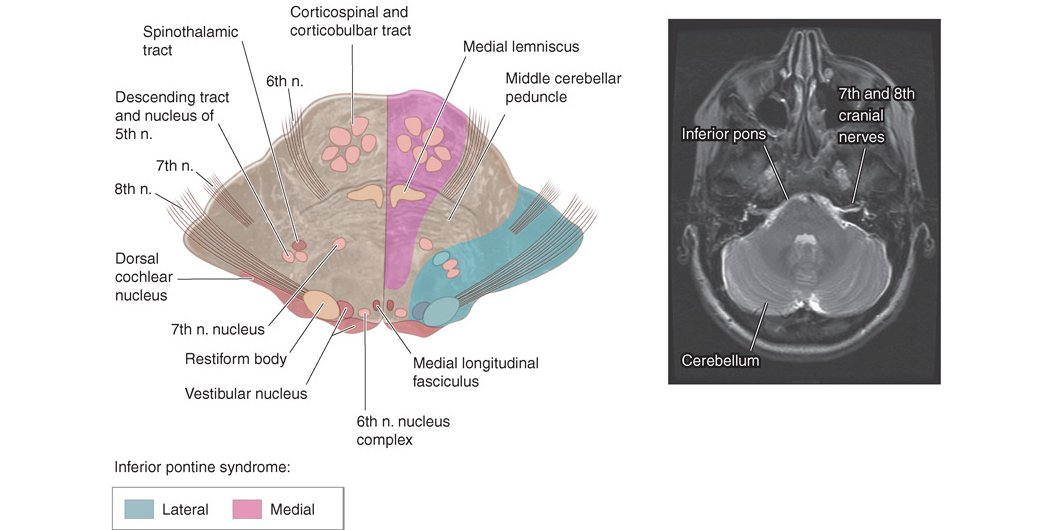 Corticospinal and
corticobulbar tract
Spinothalamic
tract
Medial lemniscus
6th n.
Middle cerebellar
peduncle
Descending tract
and nucleus of
5th n.
7th n.
8th n.
Dorsal
cochlear
nucleus
7th n. nucleus
Restiform body
Vestibular nucleus
Medial longitudinal
fasciculus
6th n. nucleus
complex
Inferior pontine syndrome:
Lateral
Medial
7th and 8th
cranial
nerves
Inferior pons
Cerebellum